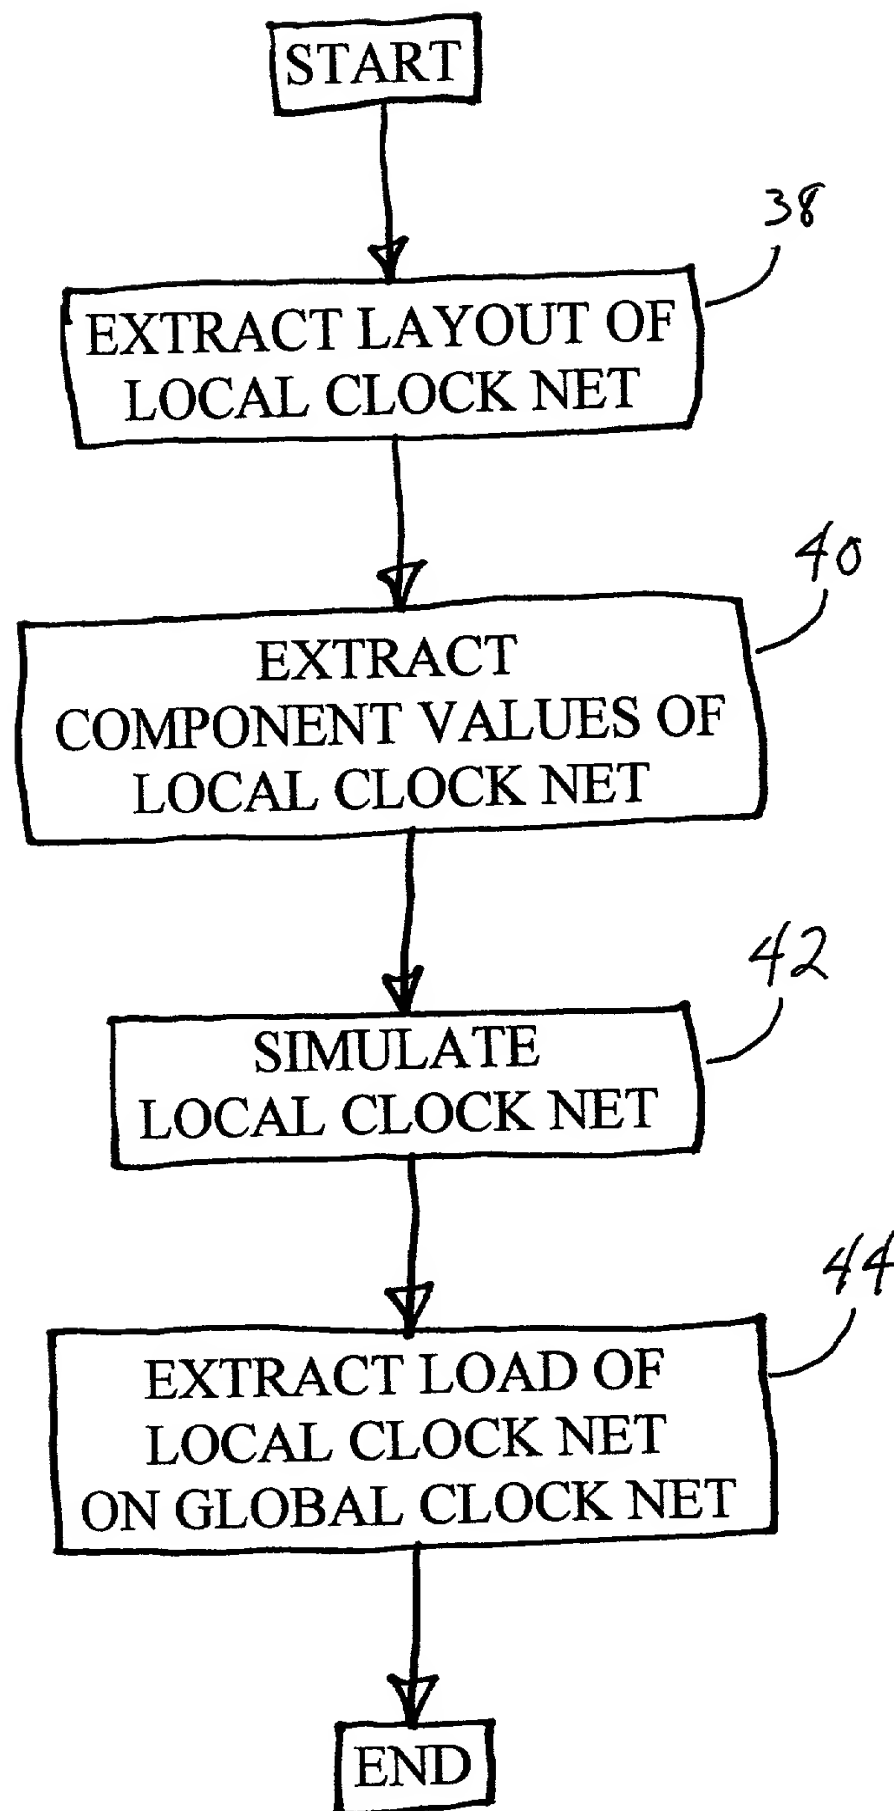 START
38
EXTRACT LAYOUT OF
LOCAL CLOCK NET
40
EXTRACT
COMPONENT VALUES OF
LOCAL CLOCK NET
42
SIMULATE
LOCAL CLOCK NET
44
EXTRACT LOAD OF
LOCAL CLOCK NET
ON GLOBAL CLOCK NET
END